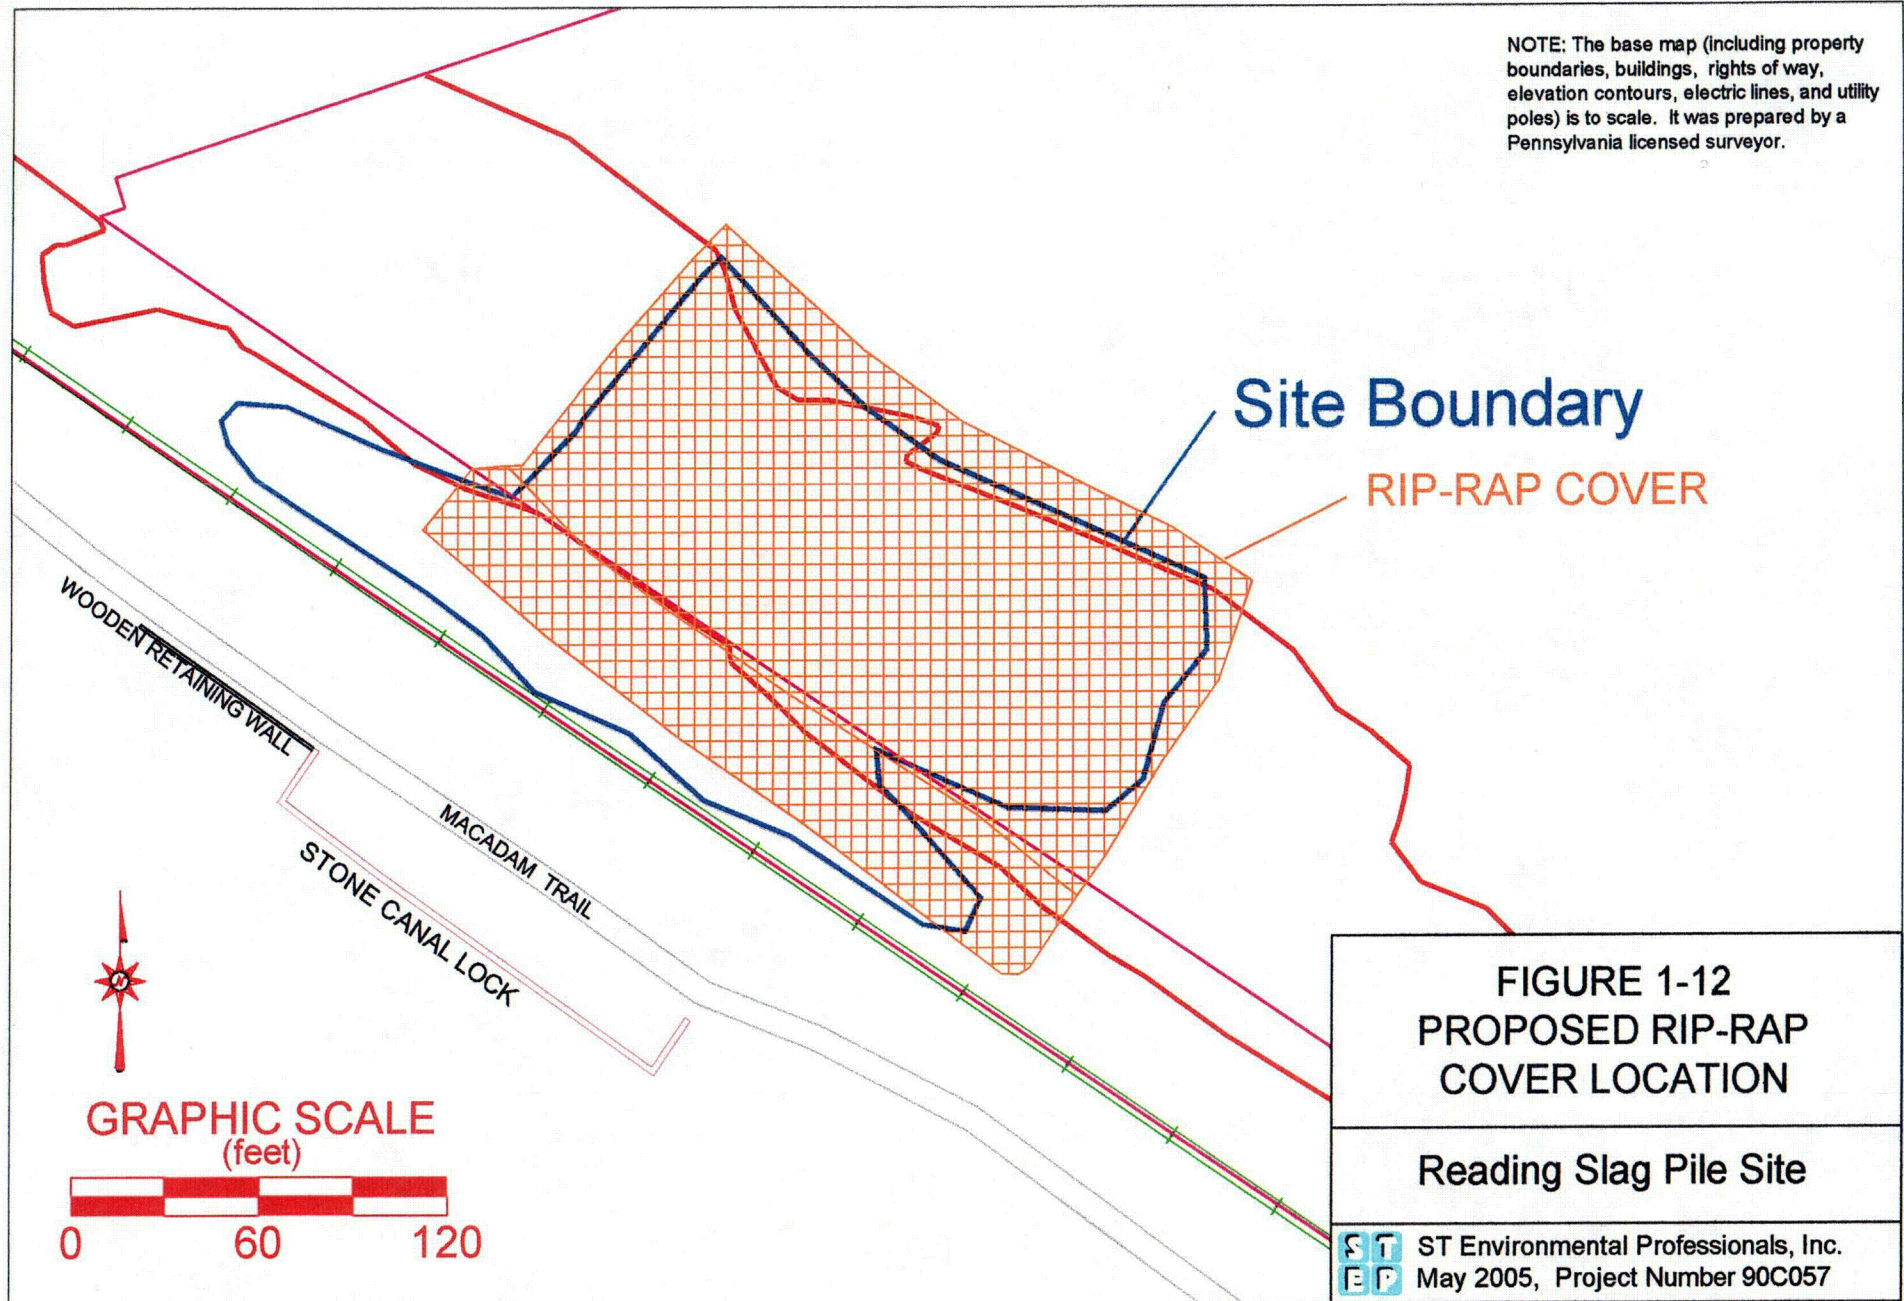 NOTE: The base map (including property
boundaries, buildings, rights of way,
elevation contours, electric lines, and utility
poles) is to scale. It was prepared by a
Pennsylvania licensed surveyor.
Site Boundary
RIP-RAP COVER
WOODEN RETAINING WALL
MACADAM TRAIL
STONE CANAL LOCK
N
GRAPHIC SCALE
(feet)
0 60 120
FIGURE 1-12
PROPOSED RIP-RAP
COVER LOCATION
Reading Slag Pile Site
ST ST Environmental Professionals, Inc.
EP May 2005, Project Number 90C057